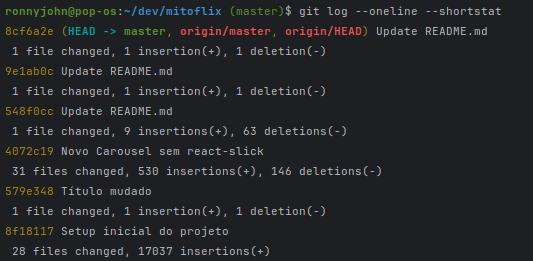 ronnyjohn@pop-os:~/dev/mitoflix (master)$ git log --oneline --shortstat
8cf6a2e (HEAD -> master, origin/master, origin/HEAD) Update README.md
1 file changed, 1 insertion(+), 1 deletion(-)
9e1ab0c Update README.md
1 file changed, 1 insertion(+), 1 deletion(-)
548f0cc Update README.md
1 file changed, 9 insertions(+), 63 deletions(-)
4072c19 Novo Carousel sem react-slick
31 files changed, 530 insertions(+), 146 deletions(-)
579e348 Título mudado
1 file changed, 1 insertion(+), 1 deletion(-)
8f18117 Setup inicial do projeto
28 files changed, 17037 insertions(+)